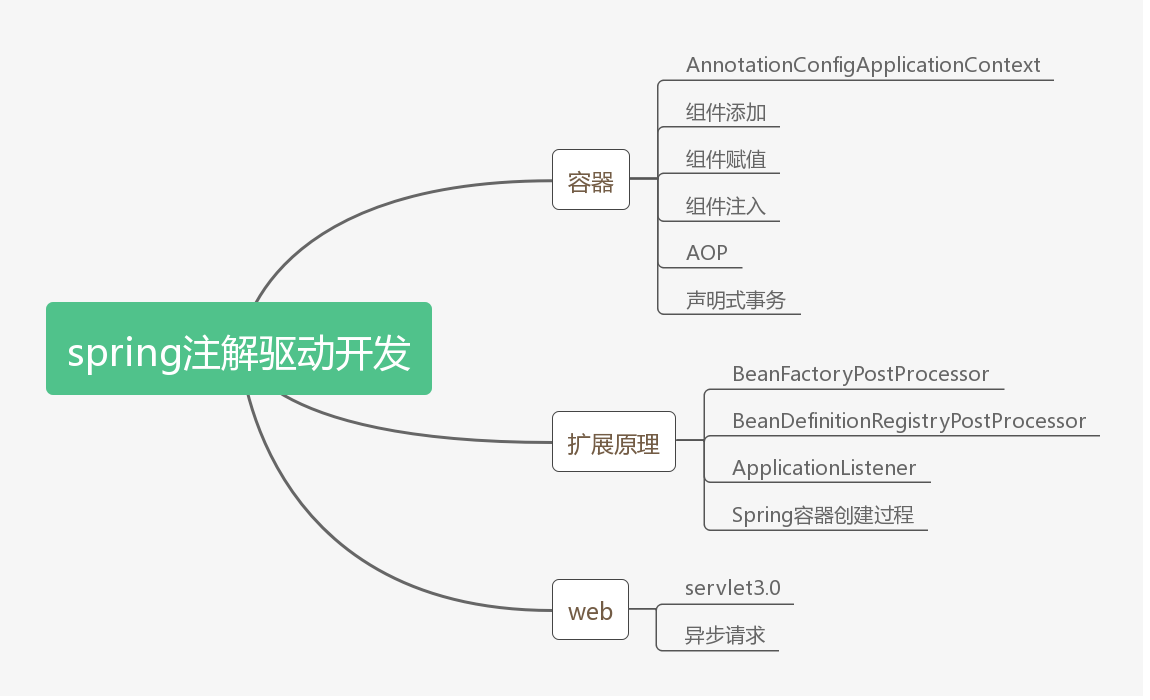 spring注解驱动开发
容器
AnnotationConfigApplicationContext
组件添加
组件赋值
组件注入
AOP
声明式事务
扩展原理
BeanFactoryPostProcessor
BeanDefinitionRegistryPostProcessor
ApplicationListener
Spring容器创建过程
web
servlet3.0
异步请求